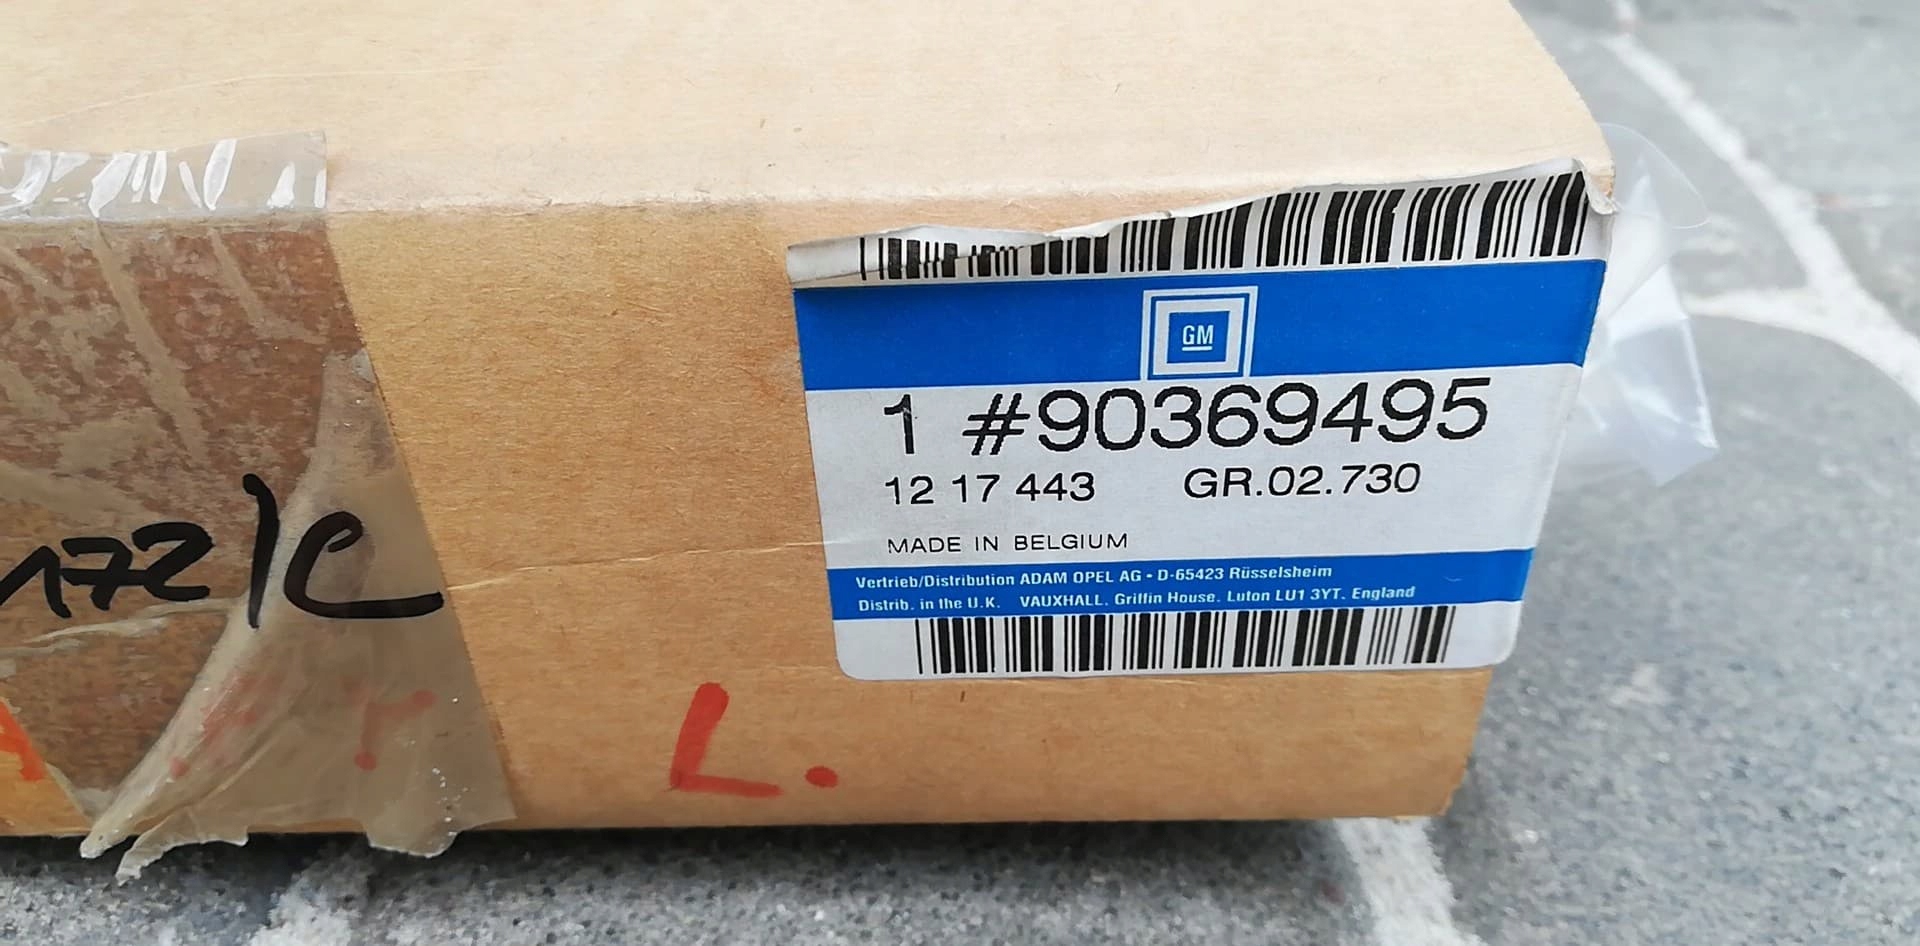 GM
1 #90369495
12 17 443 GR.02.730
MADE IN BELGIUM
Vertrieb/Distribution ADAM OPEL AG - D-65423 Rüsselsheim
Distrib. in the U.K. VAUXHALL. Griffin House. Luton LU1 3YT. England
172/C
L.